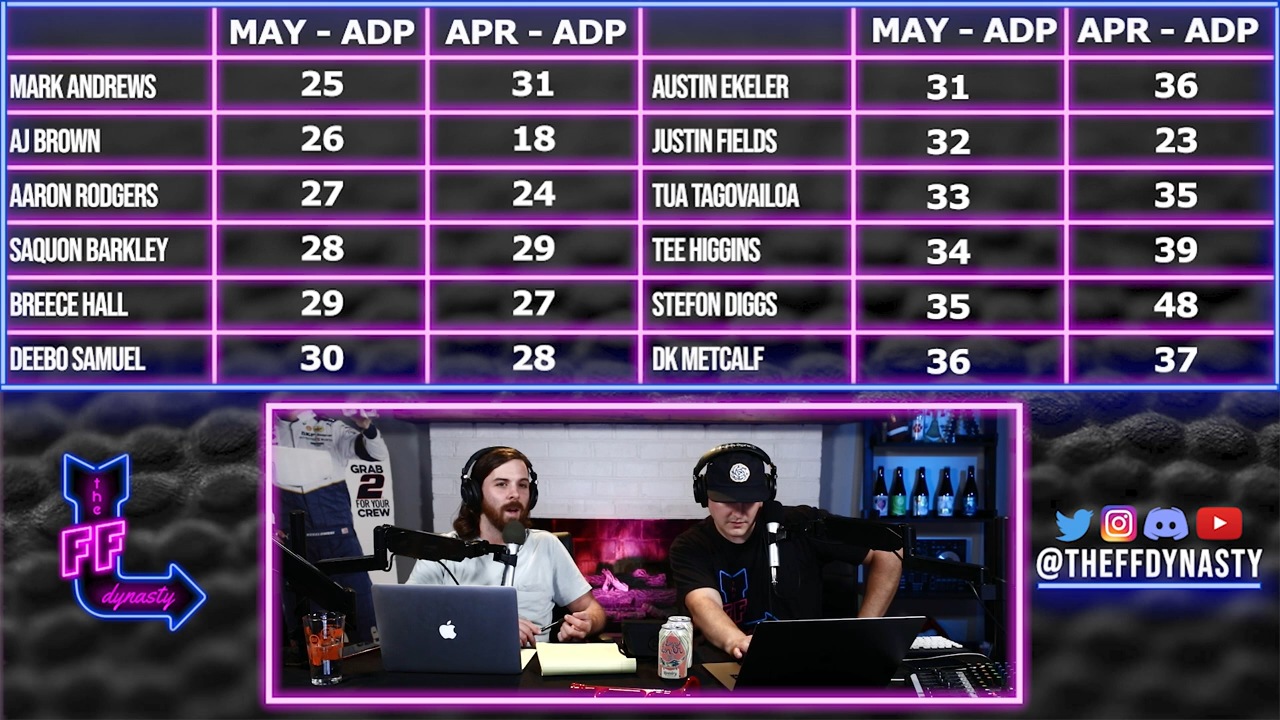 MAY - ADP APR - ADP MAY - ADP APR - ADP
MARK ANDREWS 25 31 AUSTIN EKELER 31 36
AJ BROWN 26 18 JUSTIN FIELDS 32 23
AARON RODGERS 27 24 TUA TAGOVAILOA 33 35
SAQUON BARKLEY 28 29 TEE HIGGINS 34 39
BREECE HALL 29 27 STEFON DIGGS 35 48
DEEBO SAMUEL 30 28 DK METCALF 36 37
the
FF
dynasty
GRAB
2
FOR YOUR
CREW
FF
@THEFFDYNASTY